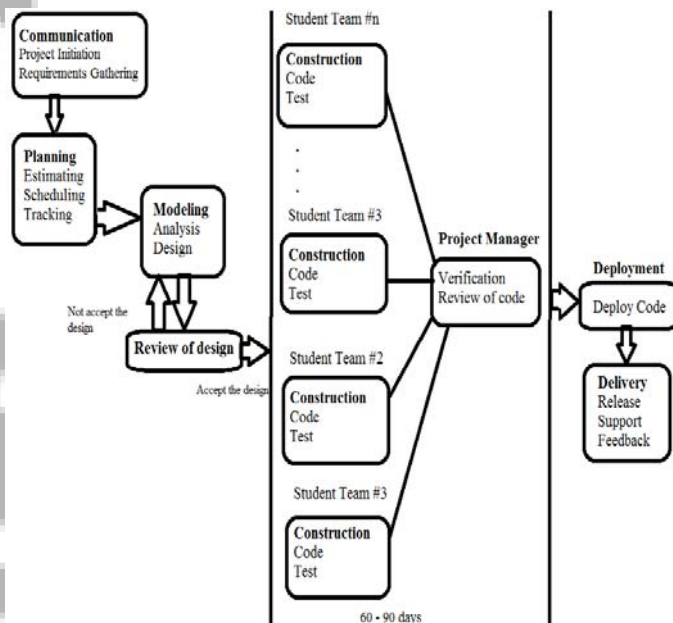 Communication
Project Initiation
Requirements Gathering
Planning
Estimating
Scheduling
Tracking
Modeling
Analysis
Design
Not accept the
design
Review of design
Accept the design
Student Team #n
Construction
Code
Test
.
.
.
Student Team #3
Construction
Code
Test
Student Team #2
Construction
Code
Test
Student Team #3
Construction
Code
Test
60 - 90 days
Project Manager
Verification
Review of code
Deployment
Deploy Code
Delivery
Release
Support
Feedback